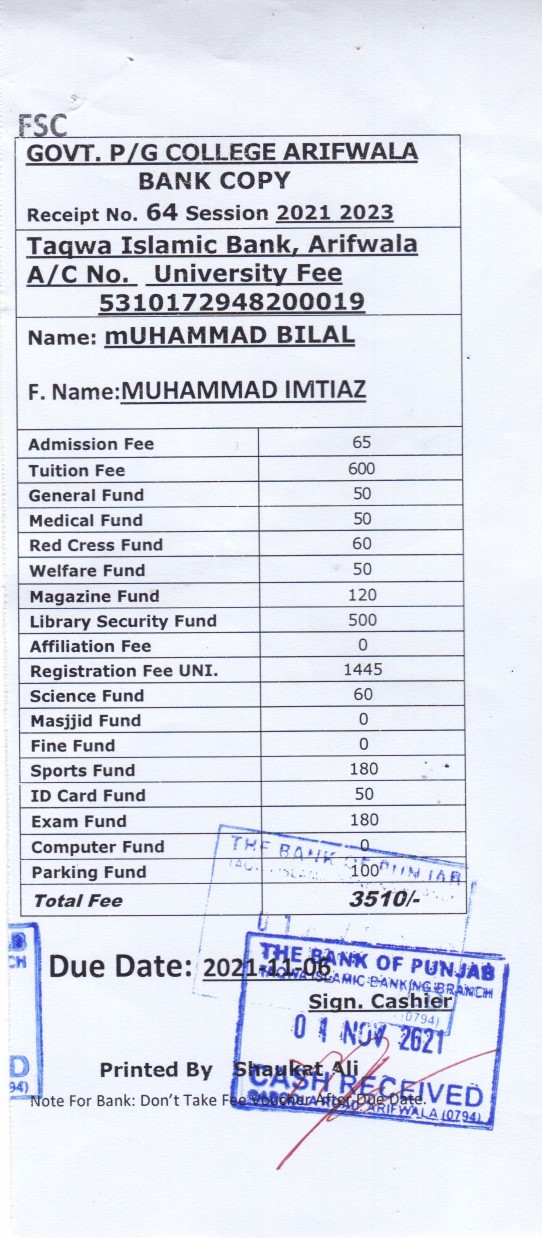 FSC
GOVT. P/G COLLEGE ARIFWALA
BANK COPY
Receipt No. 64 Session 2021 2023
Taqwa Islamic Bank, Arifwala
A/C No. University Fee
5310172948200019
Name: mUHAMMAD BILAL
F. Name:MUHAMMAD IMTIAZ
Admission Fee 65
Tuition Fee 600
General Fund 50
Medical Fund 50
Red Cress Fund 60
Welfare Fund 50
Magazine Fund 120
Library Security Fund 500
Affiliation Fee 0
Registration Fee UNI. 1445
Science Fund 60
Masjjid Fund 0
Fine Fund 0
Sports Fund 180
ID Card Fund 50
Exam Fund 180
Computer Fund 0
THE BANK OF PUNJAB
Parking Fund 100
Total Fee 3510/-
Due Date: 2021-11-06
THE BANK OF PUNJAB
TAQWA ISLAMIC BANKING BRANCH
Sign. Cashier
(0794)
01 NOV 2021
Printed By Shaukat Ali
CASH RECEIVED
Note For Bank: Don't Take Fee Voucher After Due Date.
ROAD ARIFWALA (0794)